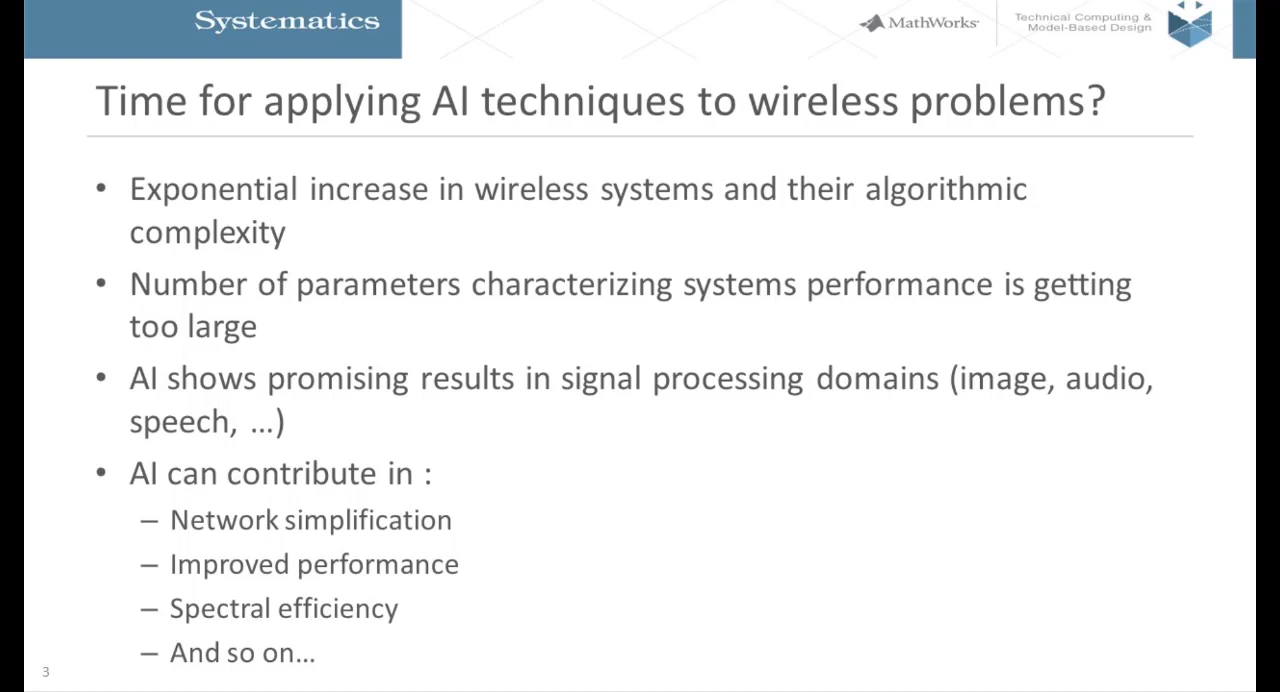 Systematics
MathWorks
Technical Computing &
Model-Based Design
Time for applying AI techniques to wireless problems?
• Exponential increase in wireless systems and their algorithmic
complexity
• Number of parameters characterizing systems performance is getting
too large
• AI shows promising results in signal processing domains (image, audio,
speech, ...)
• AI can contribute in :
– Network simplification
– Improved performance
– Spectral efficiency
– And so on...
3